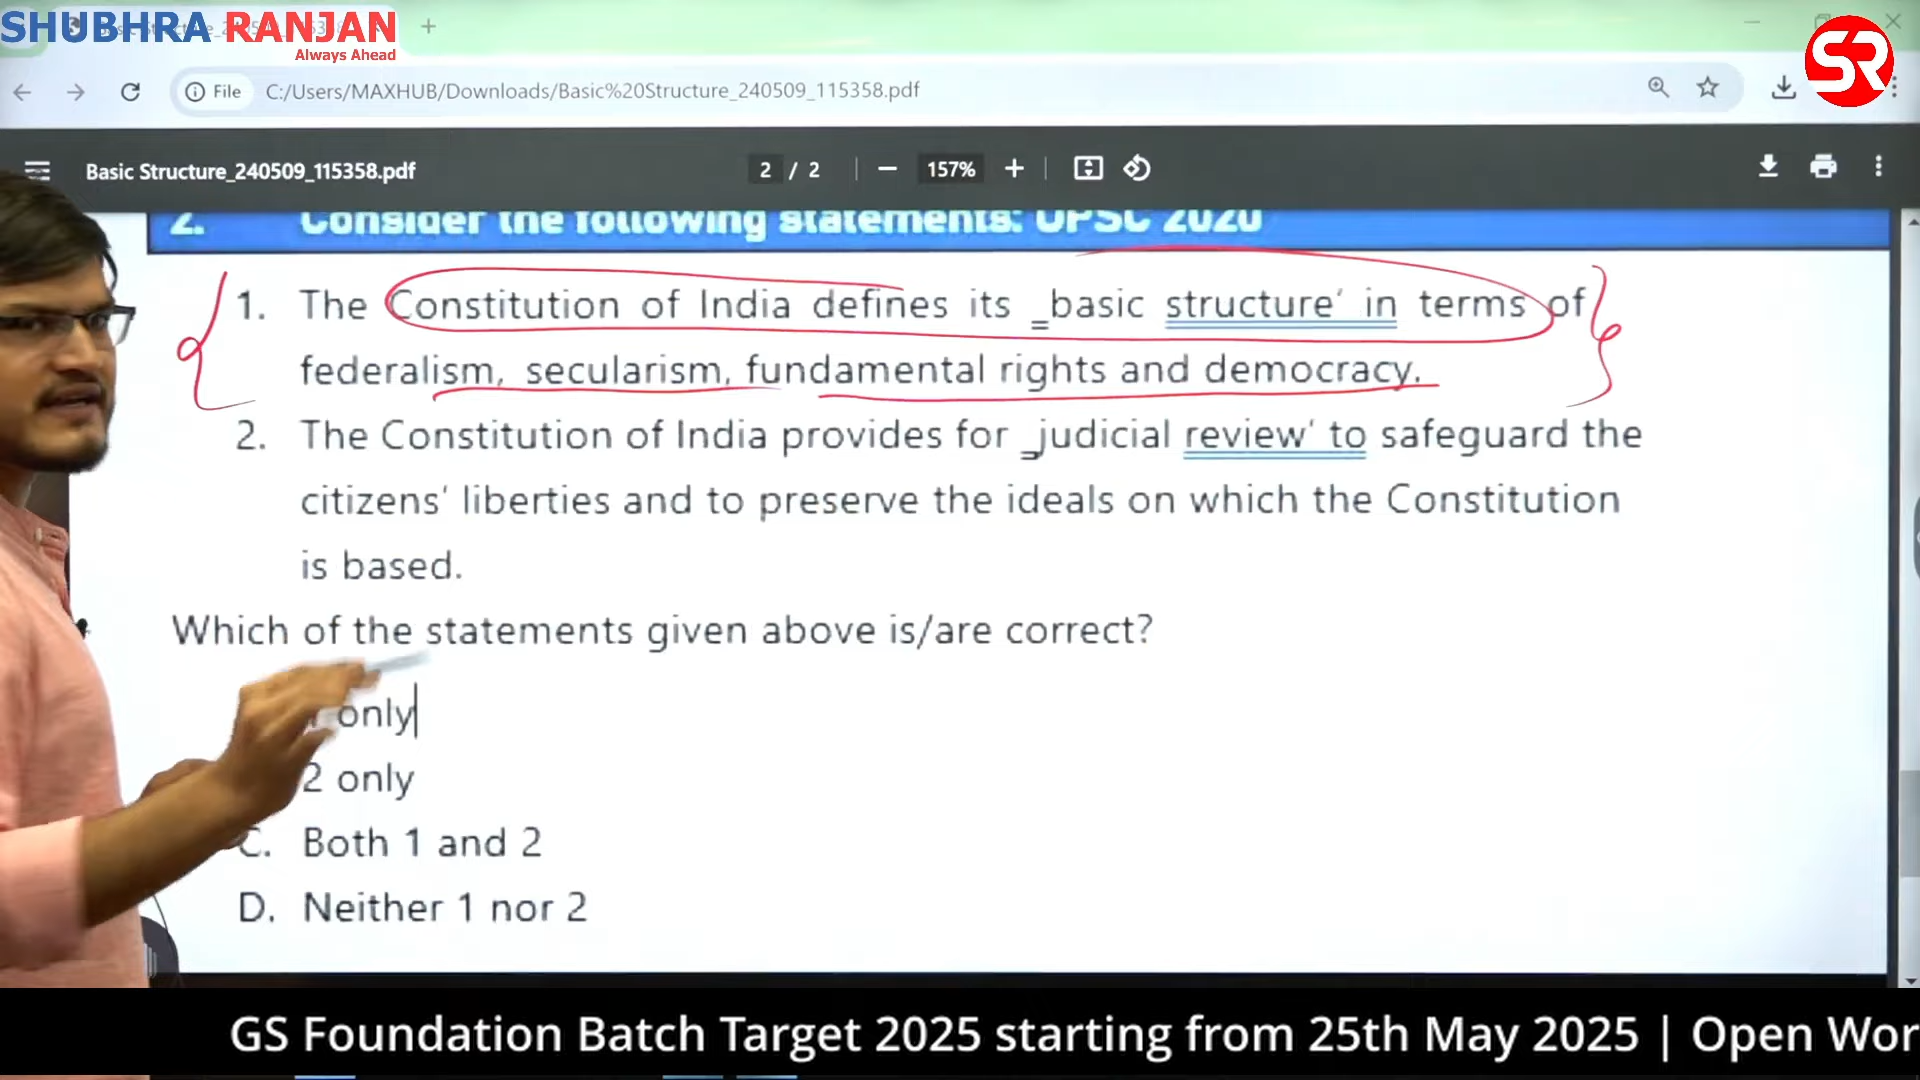 SHUBHRA RANJAN
Always Ahead
SR
File C:/Users/MAXHUB/Downloads/Basic%20Structure_240509_115358.pdf
Basic Structure_240509_115358.pdf 2 / 2 157%
2. Consider the following statements: UPSC 2020
1. The Constitution of India defines its _basic structure' in terms of
federalism, secularism, fundamental rights and democracy.
2. The Constitution of India provides for _judicial review' to safeguard the
citizens' liberties and to preserve the ideals on which the Constitution
is based.
Which of the statements given above is/are correct?
only
2 only
C. Both 1 and 2
D. Neither 1 nor 2
GS Foundation Batch Target 2025 starting from 25th May 2025 | Open Wor